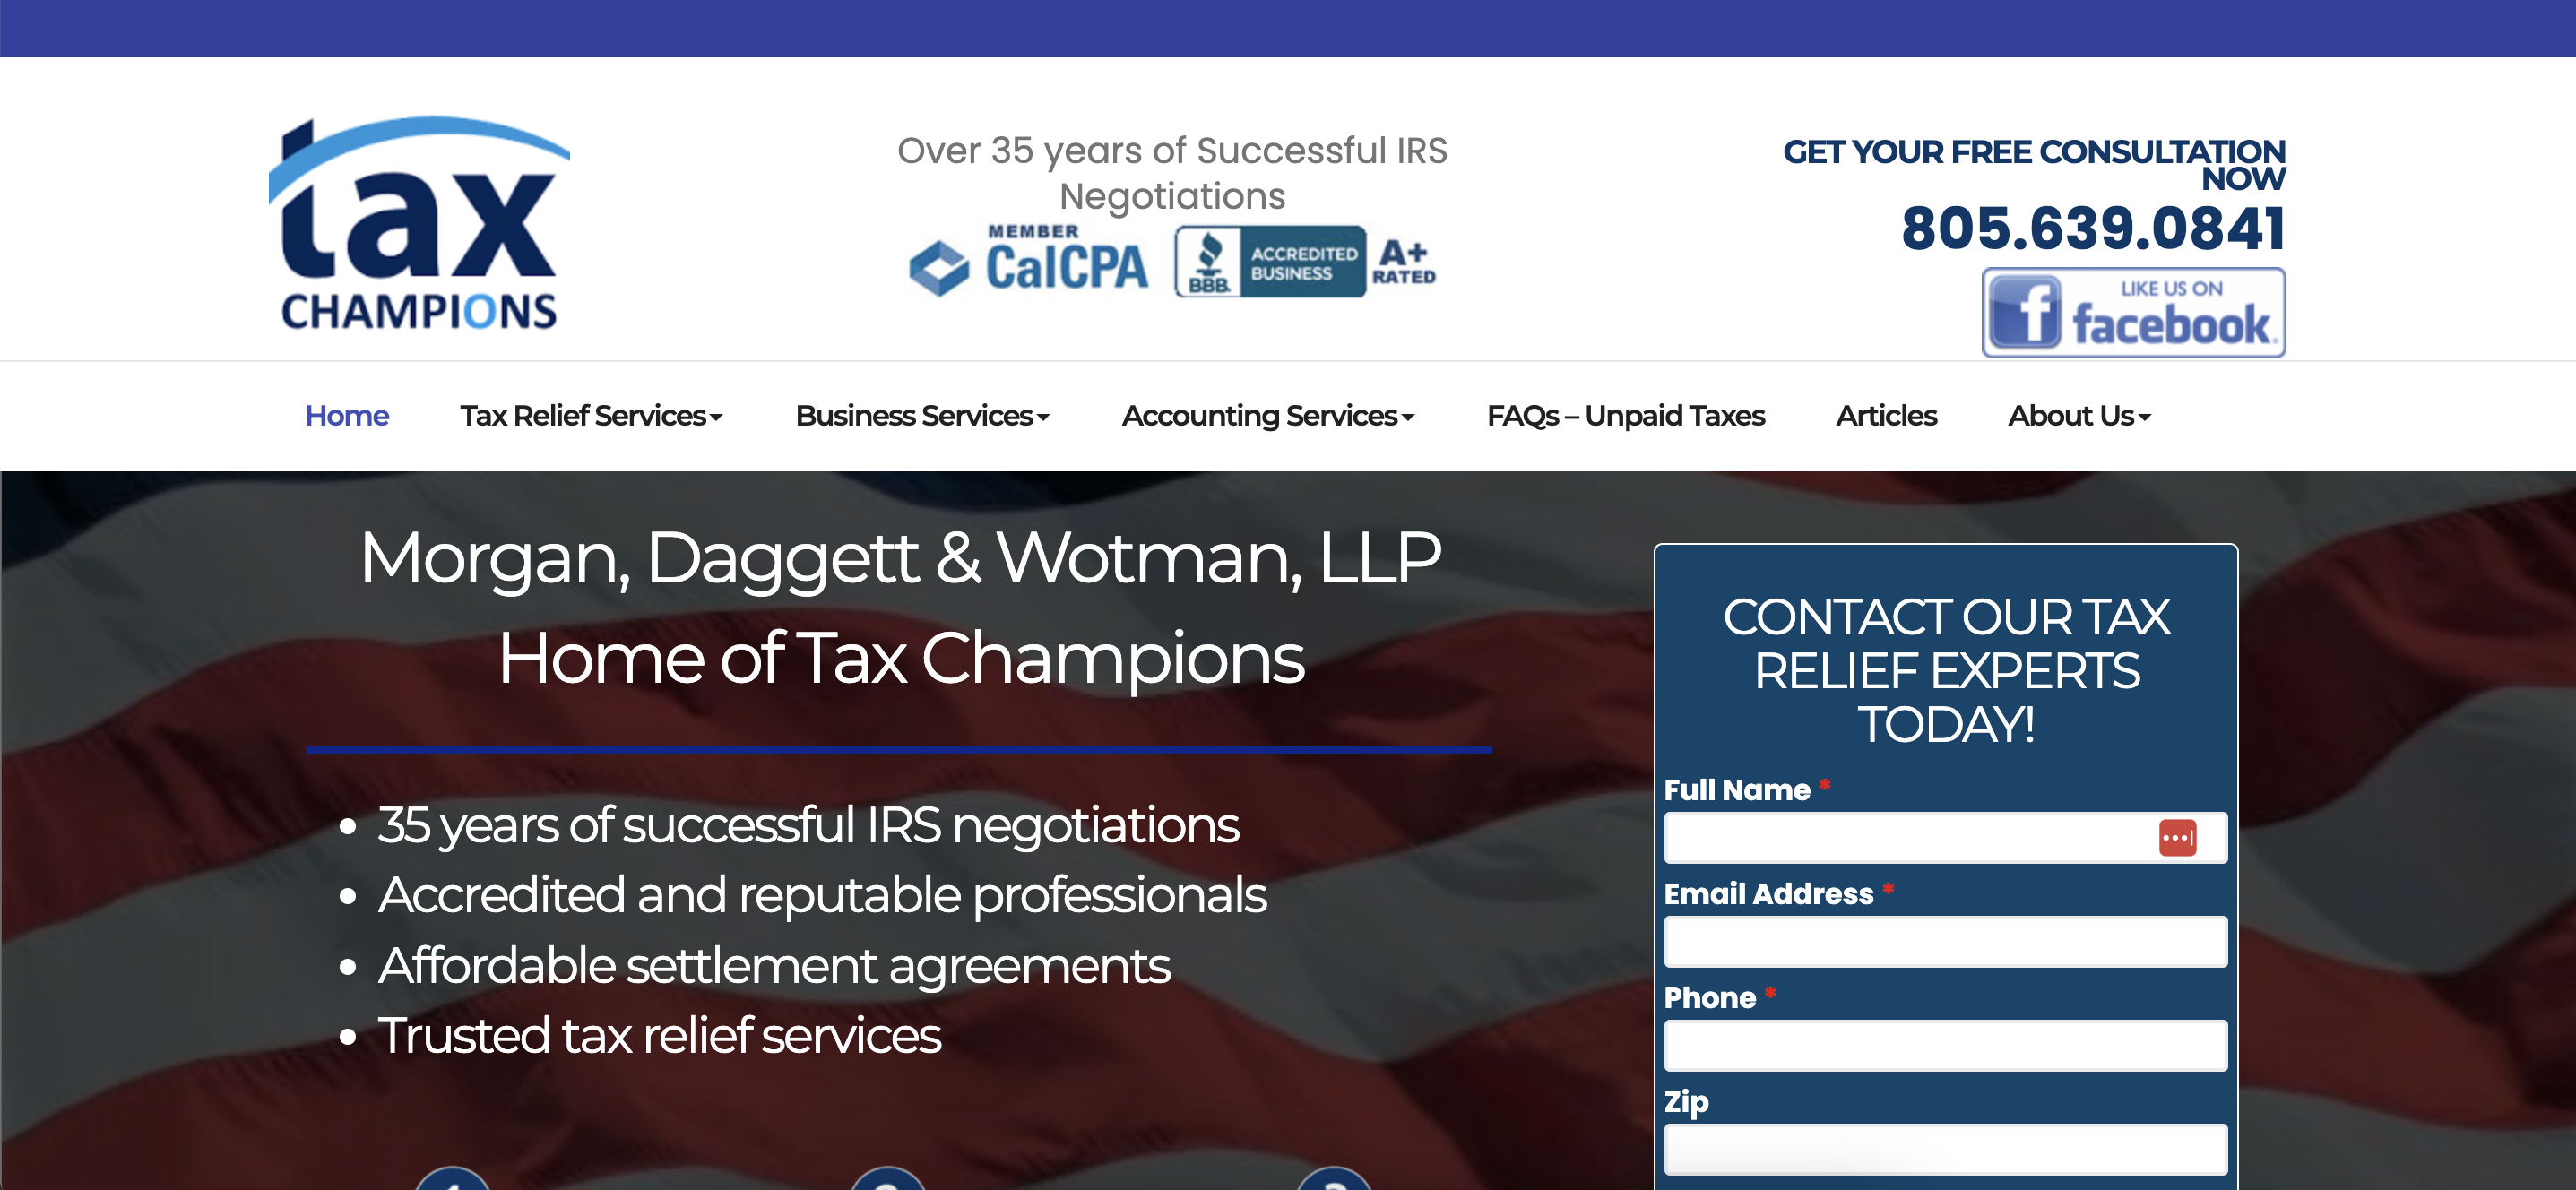 tax
CHAMPIONS
Over 35 years of Successful IRS
Negotiations
MEMBER
CalCPA
BBB.
ACCREDITED
BUSINESS
A+
RATED
GET YOUR FREE CONSULTATION
NOW
805.639.0841
f
LIKE US ON
facebook.
Home
Tax Relief Services
Business Services
Accounting Services
FAQs – Unpaid Taxes
Articles
About Us
Morgan, Daggett & Wotman, LLP
Home of Tax Champions
• 35 years of successful IRS negotiations
• Accredited and reputable professionals
• Affordable settlement agreements
• Trusted tax relief services
CONTACT OUR TAX
RELIEF EXPERTS
TODAY!
Full Name *
Email Address *
Phone *
Zip